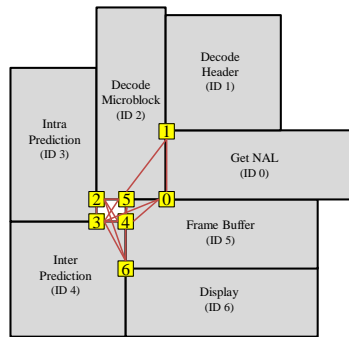 Decode
Header
(ID 1)
Decode
Microblock
(ID 2)
Intra
Prediction
(ID 3)
1
Get NAL
(ID 0)
2
5
0
3
4
Frame Buffer
(ID 5)
Inter
Prediction
(ID 4)
6
Display
(ID 6)